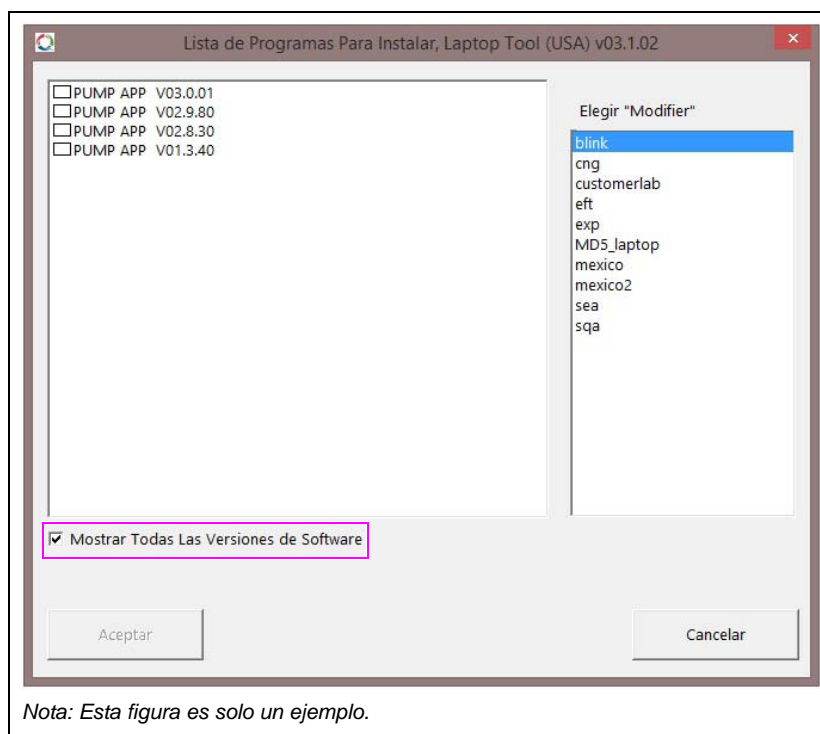 Lista de Programas Para Instalar, Laptop Tool (USA) v03.1.02
PUMP APP V03.0.01
PUMP APP V02.9.80
PUMP APP V02.8.30
PUMP APP V01.3.40
Elegir "Modifier"
blink
cng
customerlab
eft
exp
MD5_laptop
mexico
mexico2
sea
sqa
Mostrar Todas Las Versiones de Software
Aceptar
Cancelar
Nota: Esta figura es solo un ejemplo.